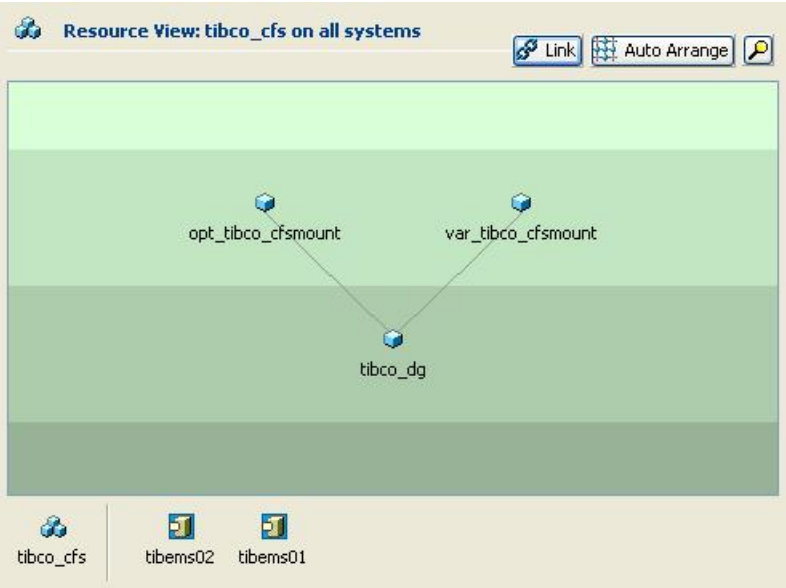 Resource View: tibco_cfs on all systems
Link
Auto Arrange
opt_tibco_cfsmount
var_tibco_cfsmount
tibco_dg
tibco_cfs
tibems02
tibems01